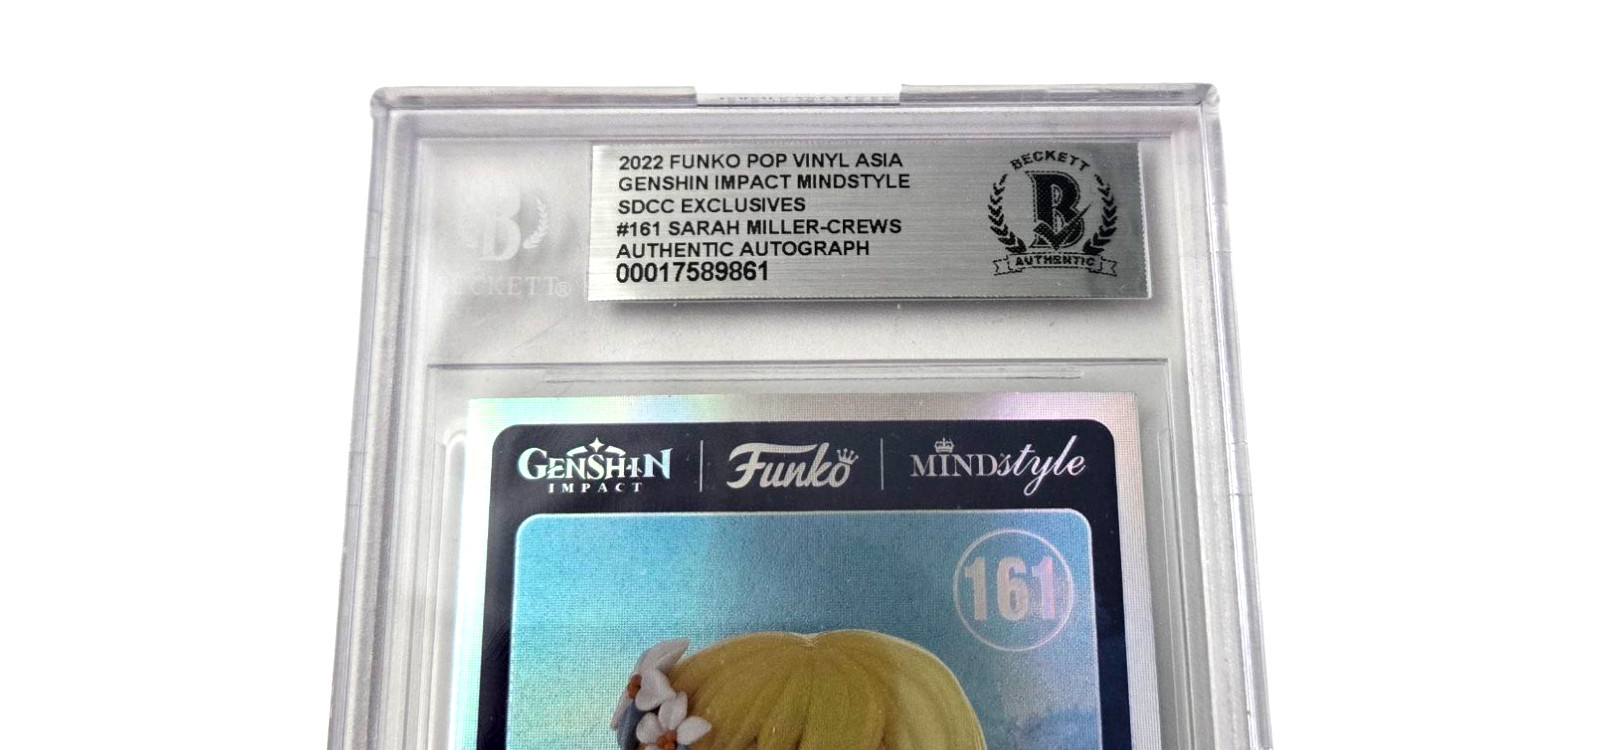 2022 FUNKO POP VINYL ASIA
GENSHIN IMPACT MINDSTYLE
SDCC EXCLUSIVES
#161 SARAH MILLER-CREWS
AUTHENTIC AUTOGRAPH
00017589861
BECKETT
B
AUTHENTIC
B
BECKETT®
GENSHIN IMPACT
Funko
MINDstyle
161